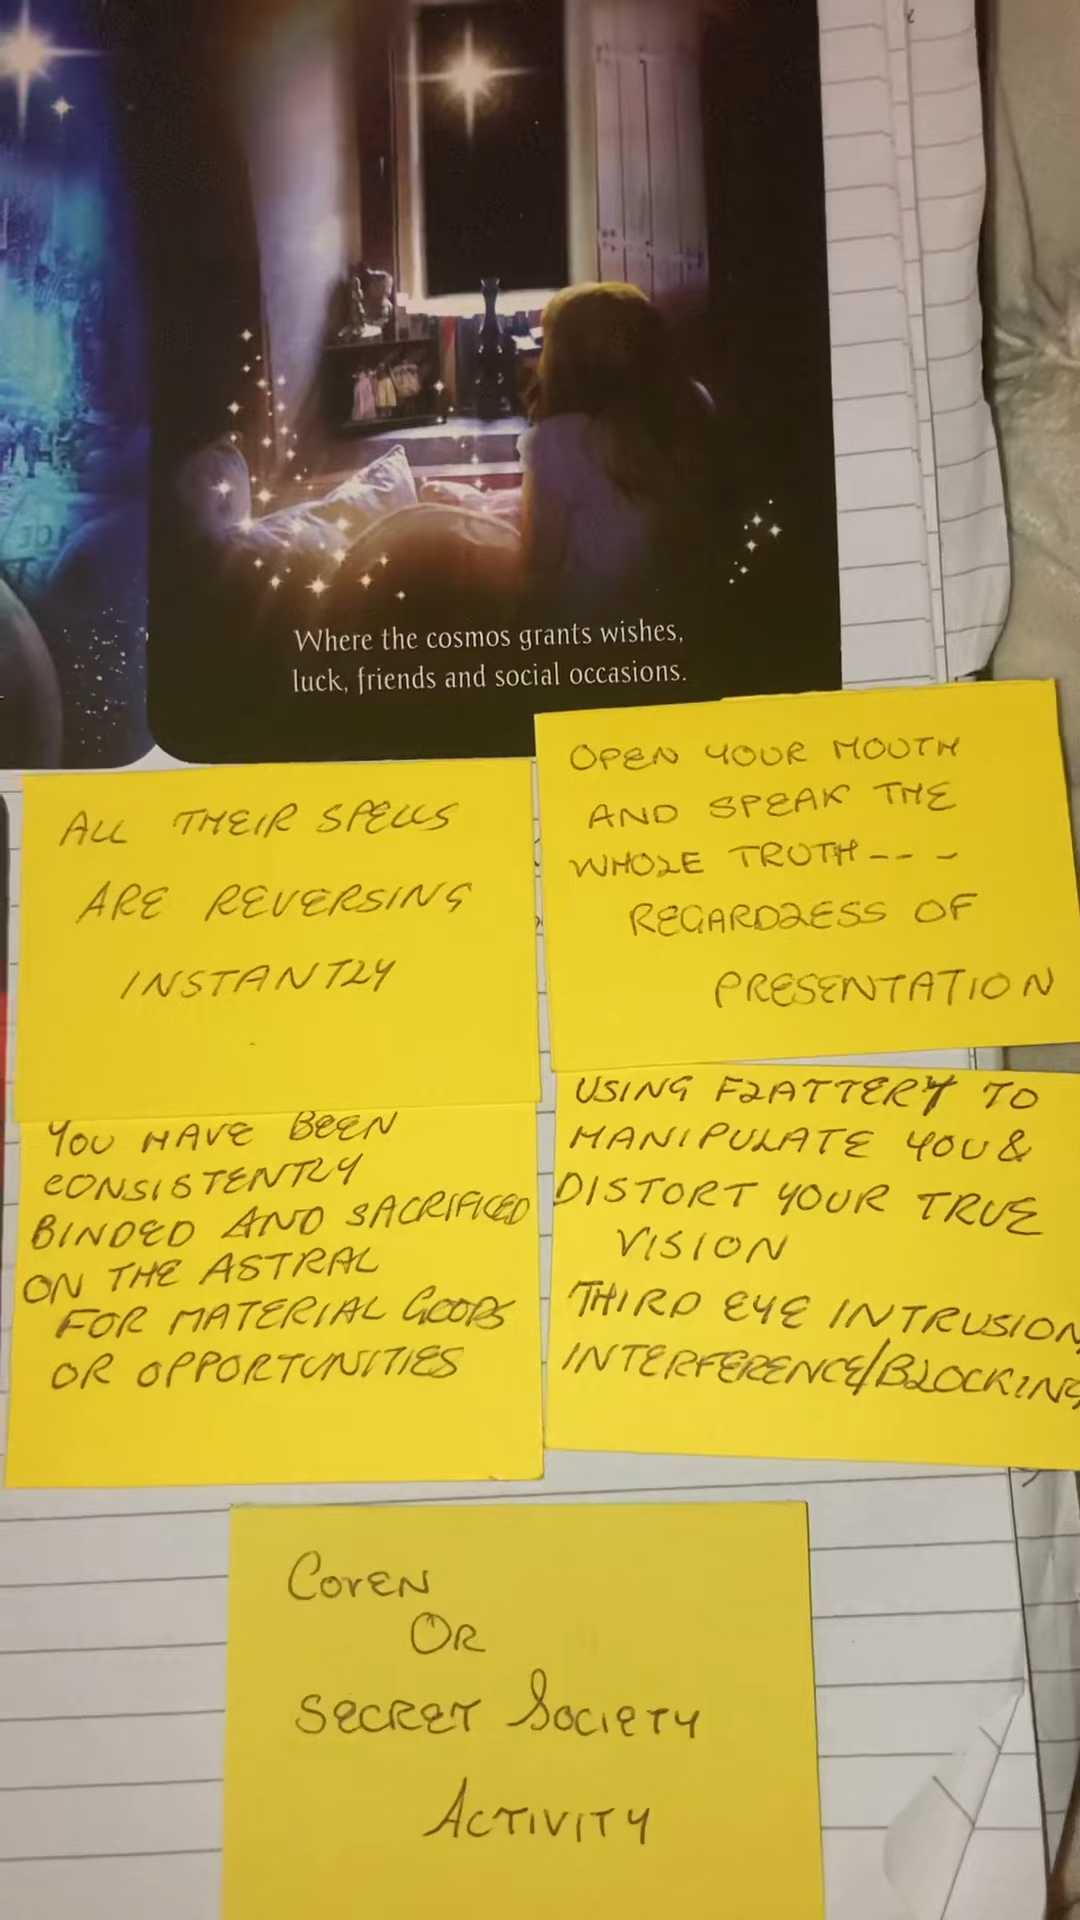 Where the cosmos grants wishes,
luck, friends and social occasions.
ALL THEIR SPELLS
ARE REVERSING
INSTANTLY
OPEN YOUR MOUTH
AND SPEAK THE
WHOLE TRUTH---
REGARDLESS OF
PRESENTATION
YOU HAVE BEEN
CONSISTENTLY
BINDED AND SACRIFICED
ON THE ASTRAL
FOR MATERIAL GOODS
OR OPPORTUNITIES
USING FLATTERY TO
MANIPULATE YOU &
DISTORT YOUR TRUE
VISION
THIRD EYE INTRUSION
INTERFERENCE/BLOCKING
COVEN
OR
SECRET SOCIETY
ACTIVITY